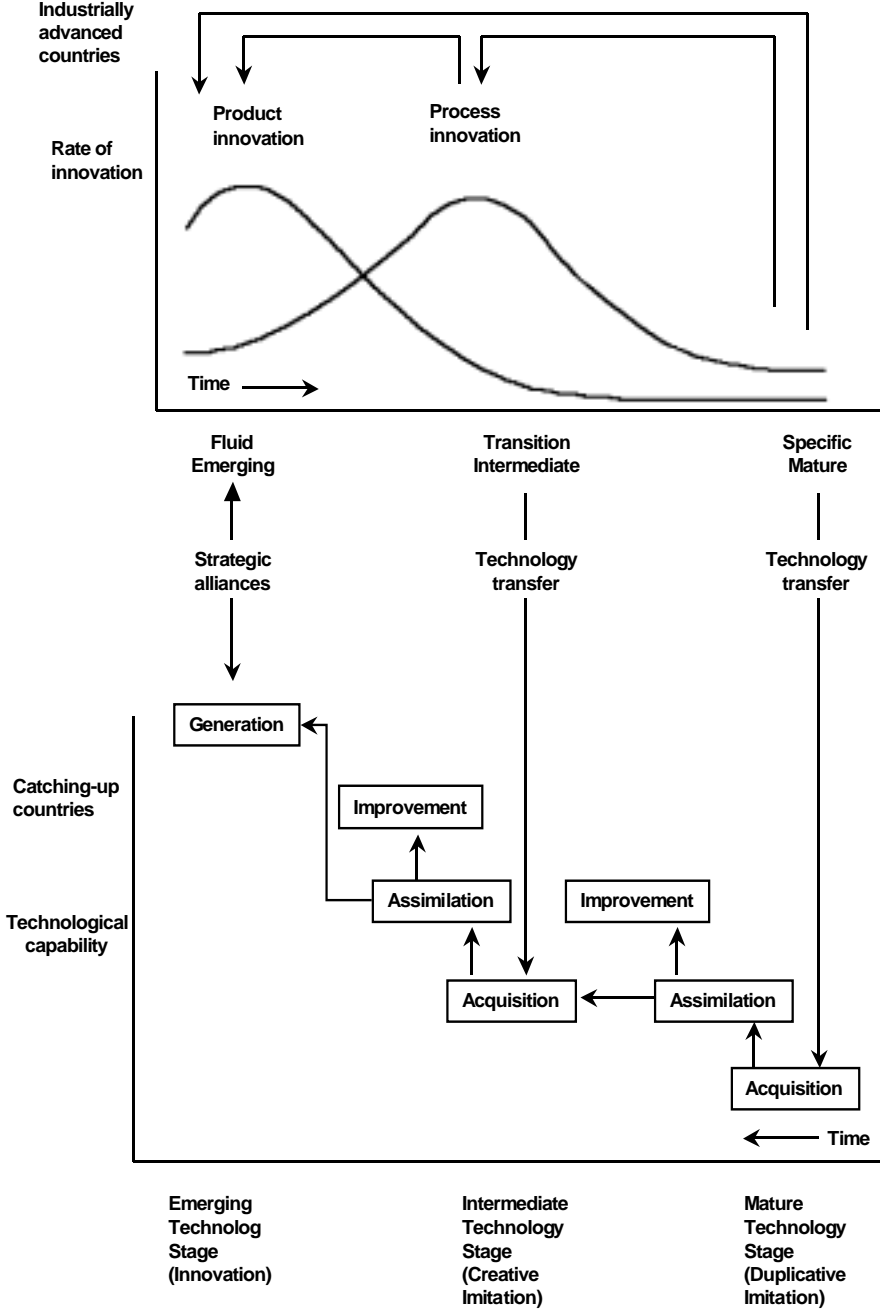 Industrially
advanced
countries
Product
innovation
Process
innovation
Rate of
innovation
Time
Fluid
Emerging
Transition
Intermediate
Specific
Mature
Strategic
alliances
Technology
transfer
Technology
transfer
Generation
Catching-up
countries
Improvement
Assimilation
Improvement
Technological
capability
Acquisition
Assimilation
Acquisition
Time
Emerging
Technolog
Stage
(Innovation)
Intermediate
Technology
Stage
(Creative
Imitation)
Mature
Technology
Stage
(Duplicative
Imitation)